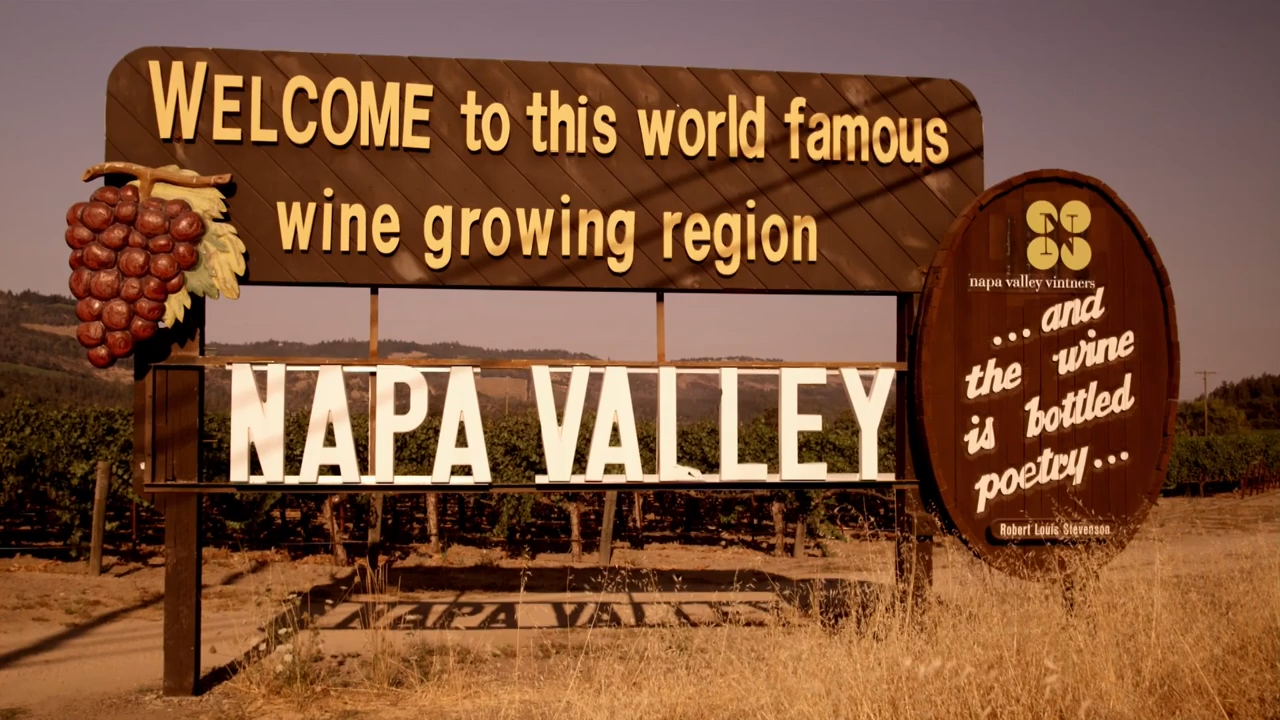 WELCOME to this world famous
wine growing region
NAPA VALLEY
NV
napa valley vintners
... and
the wine
is bottled
poetry...
Robert Louis Stevenson